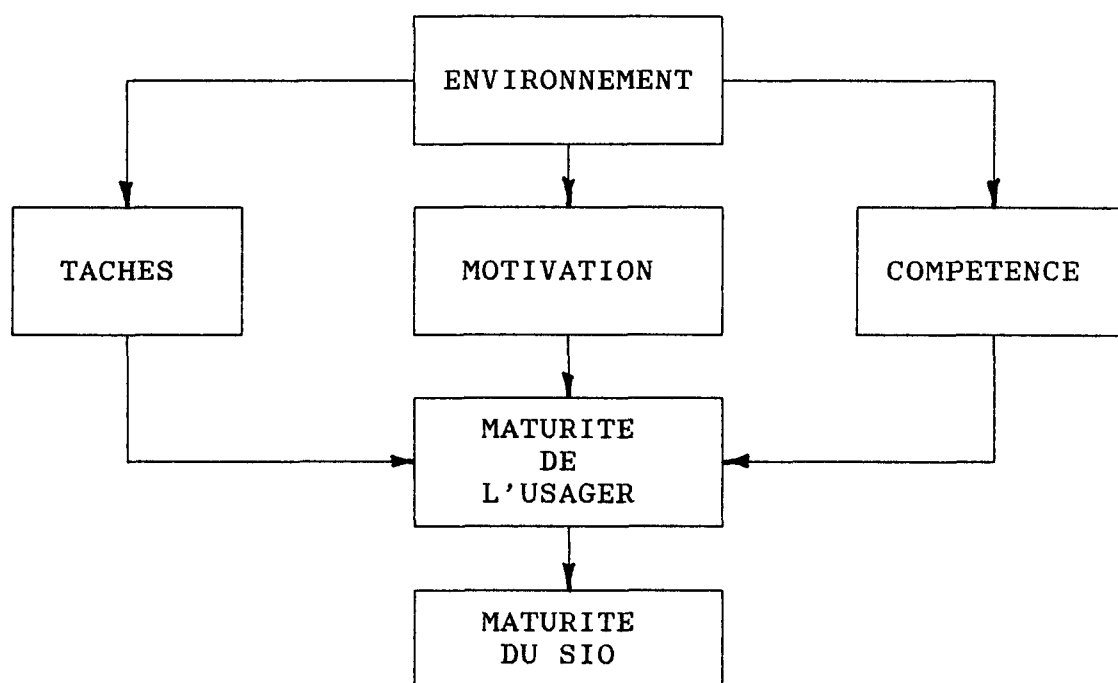 ENVIRONNEMENT
TACHES
MOTIVATION
COMPETENCE
MATURITE
DE
L'USAGER
MATURITE
DU SIO